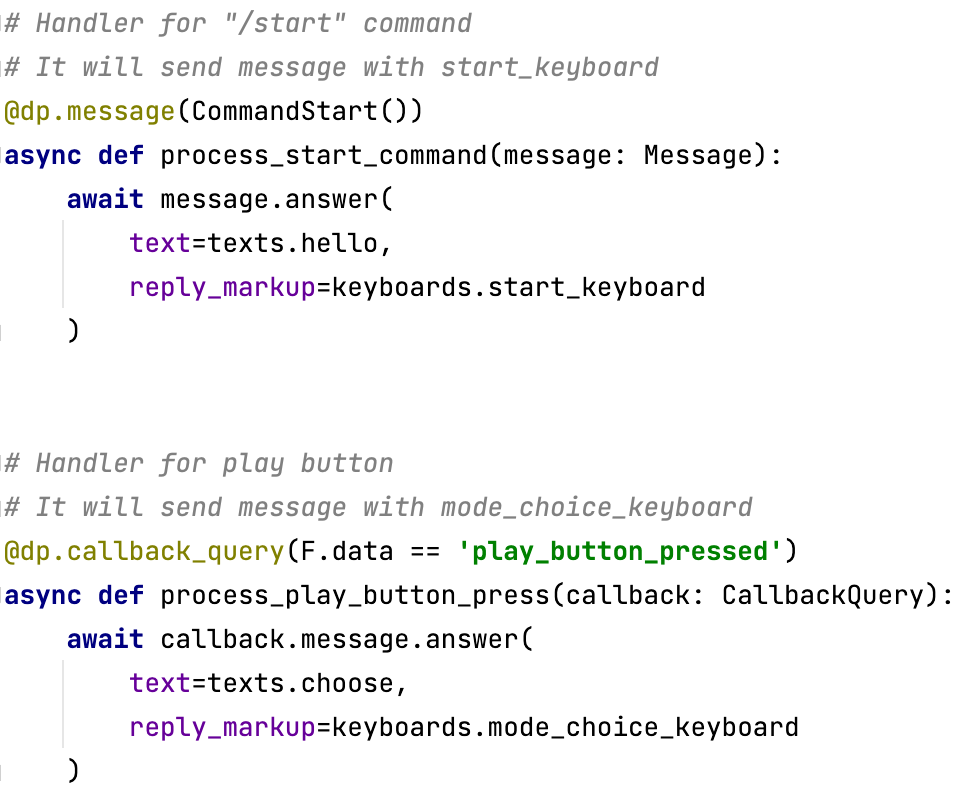 # Handler for "/start" command
# It will send message with start_keyboard
@dp.message(CommandStart())
async def process_start_command(message: Message):
    await message.answer(
        text=texts.hello,
        reply_markup=keyboards.start_keyboard
    )
# Handler for play button
# It will send message with mode_choice_keyboard
@dp.callback_query(F.data == 'play_button_pressed')
async def process_play_button_press(callback: CallbackQuery):
    await callback.message.answer(
        text=texts.choose,
        reply_markup=keyboards.mode_choice_keyboard
    )